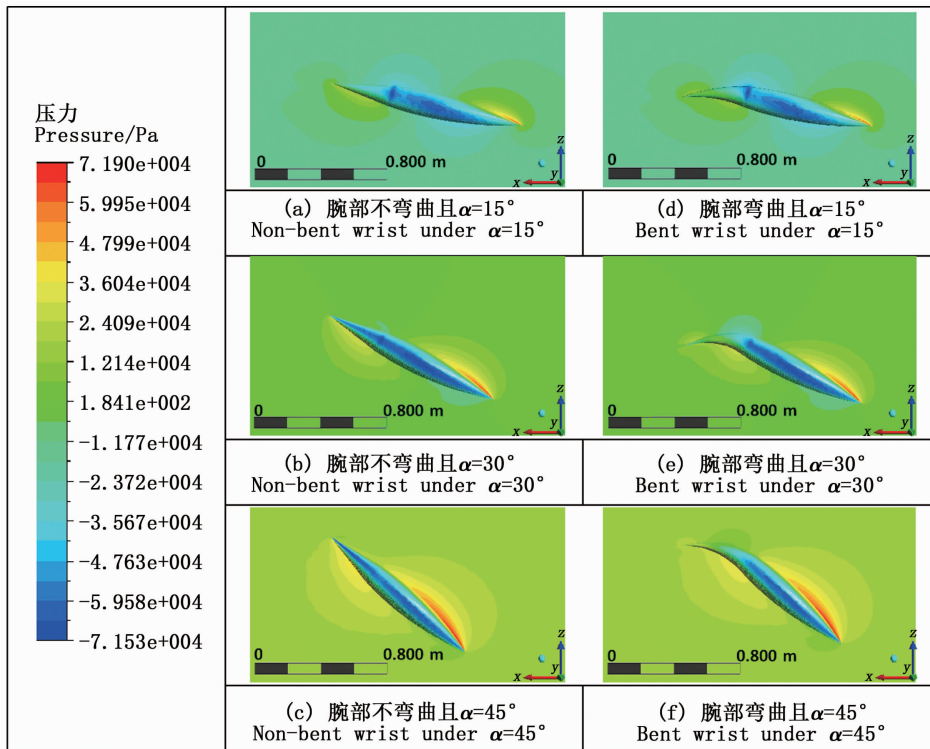 压力
Pressure/Pa
7.190e+004
5.995e+004
4.799e+004
3.604e+004
2.409e+004
1.214e+004
1.841e+002
-1.177e+004
-2.372e+004
-3.567e+004
-4.763e+004
-5.958e+004
-7.153e+004
0 0.800 m
z
y
x
0 0.800 m
z
y
x
(a) 腕部不弯曲且α=15°
Non-bent wrist under α=15°
(d) 腕部弯曲且α=15°
Bent wrist under α=15°
0 0.800 m
z
y
x
0 0.800 m
z
y
x
(b) 腕部不弯曲且α=30°
Non-bent wrist under α=30°
(e) 腕部弯曲且α=30°
Bent wrist under α=30°
0 0.800 m
z
y
x
0 0.800 m
z
y
x
(c) 腕部不弯曲且α=45°
Non-bent wrist under α=45°
(f) 腕部弯曲且α=45°
Bent wrist under α=45°